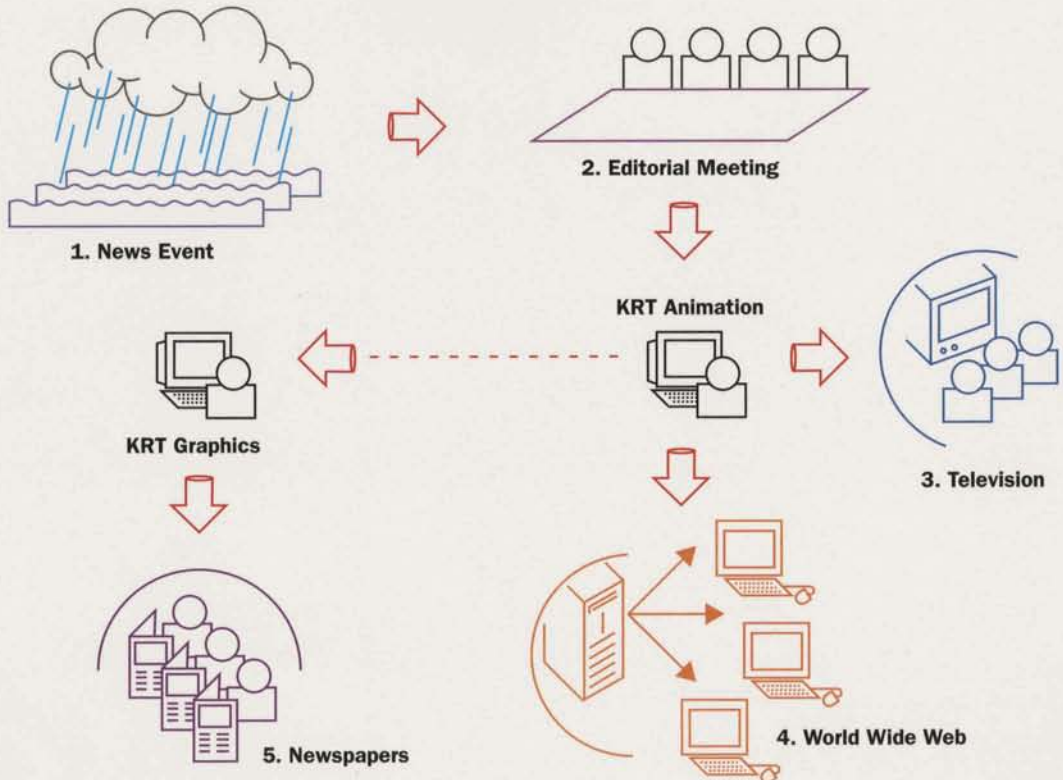 1. News Event
2. Editorial Meeting
KRT Animation
KRT Graphics
3. Television
4. World Wide Web
5. Newspapers